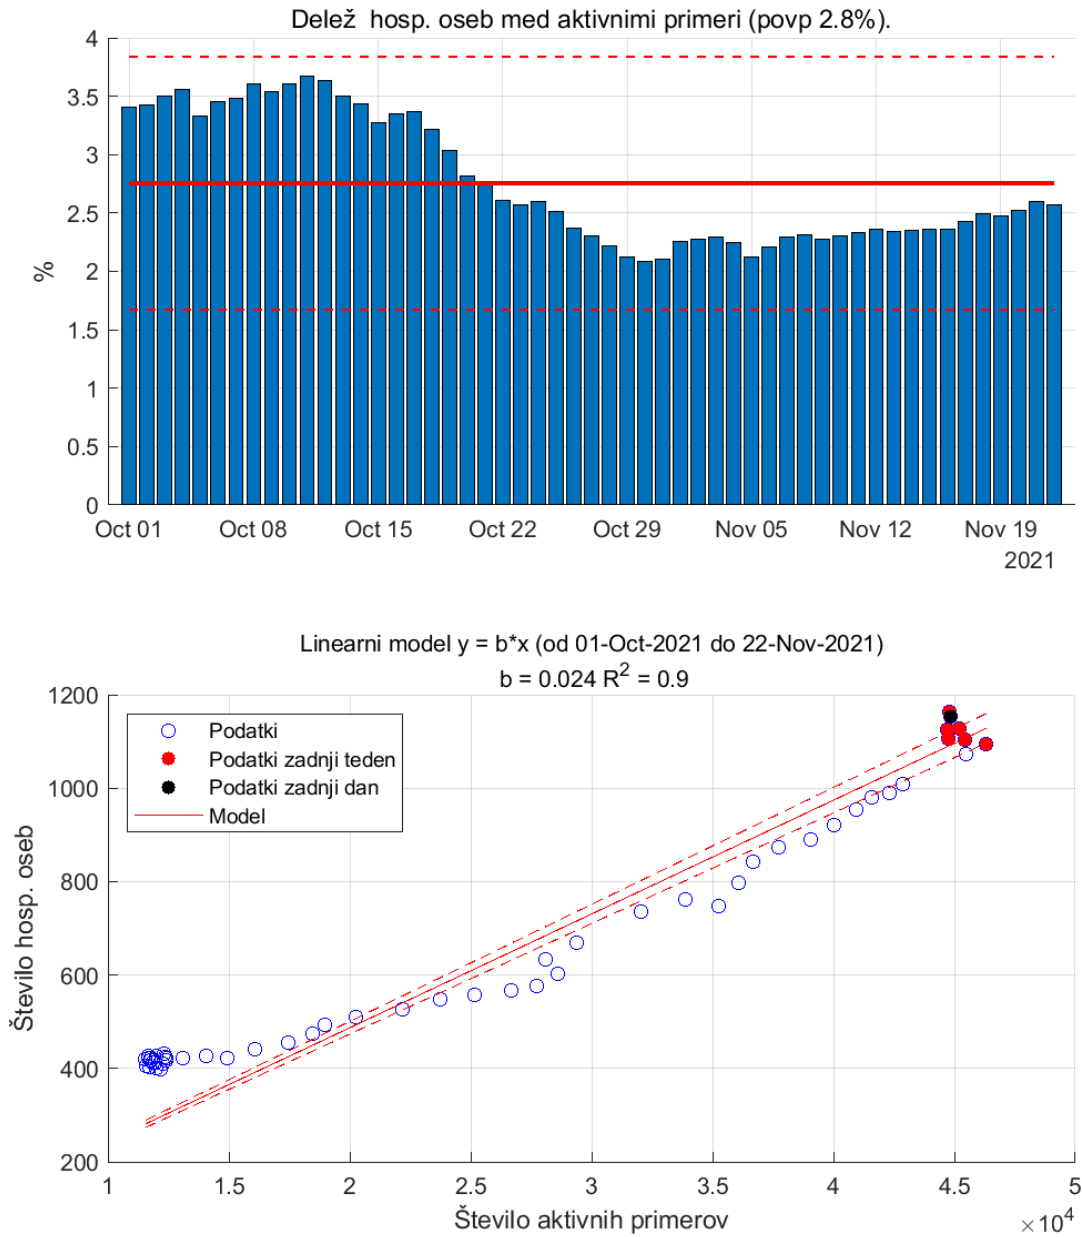 Delež  hosp. oseb med aktivnimi primeri (povp 2.8%).
4
3.5
3
2.5
2
1.5
1
0.5
0
%
Oct 01 Oct 08 Oct 15 Oct 22 Oct 29 Nov 05 Nov 12 Nov 19
2021
Linearni model y = b*x (od 01-Oct-2021 do 22-Nov-2021)
b = 0.024 R² = 0.9
1200
1000
800
600
400
200
Število hosp. oseb
Podatki
Podatki zadnji teden
Podatki zadnji dan
Model
1 1.5 2 2.5 3 3.5 4 4.5 5
Število aktivnih primerov
×10⁴